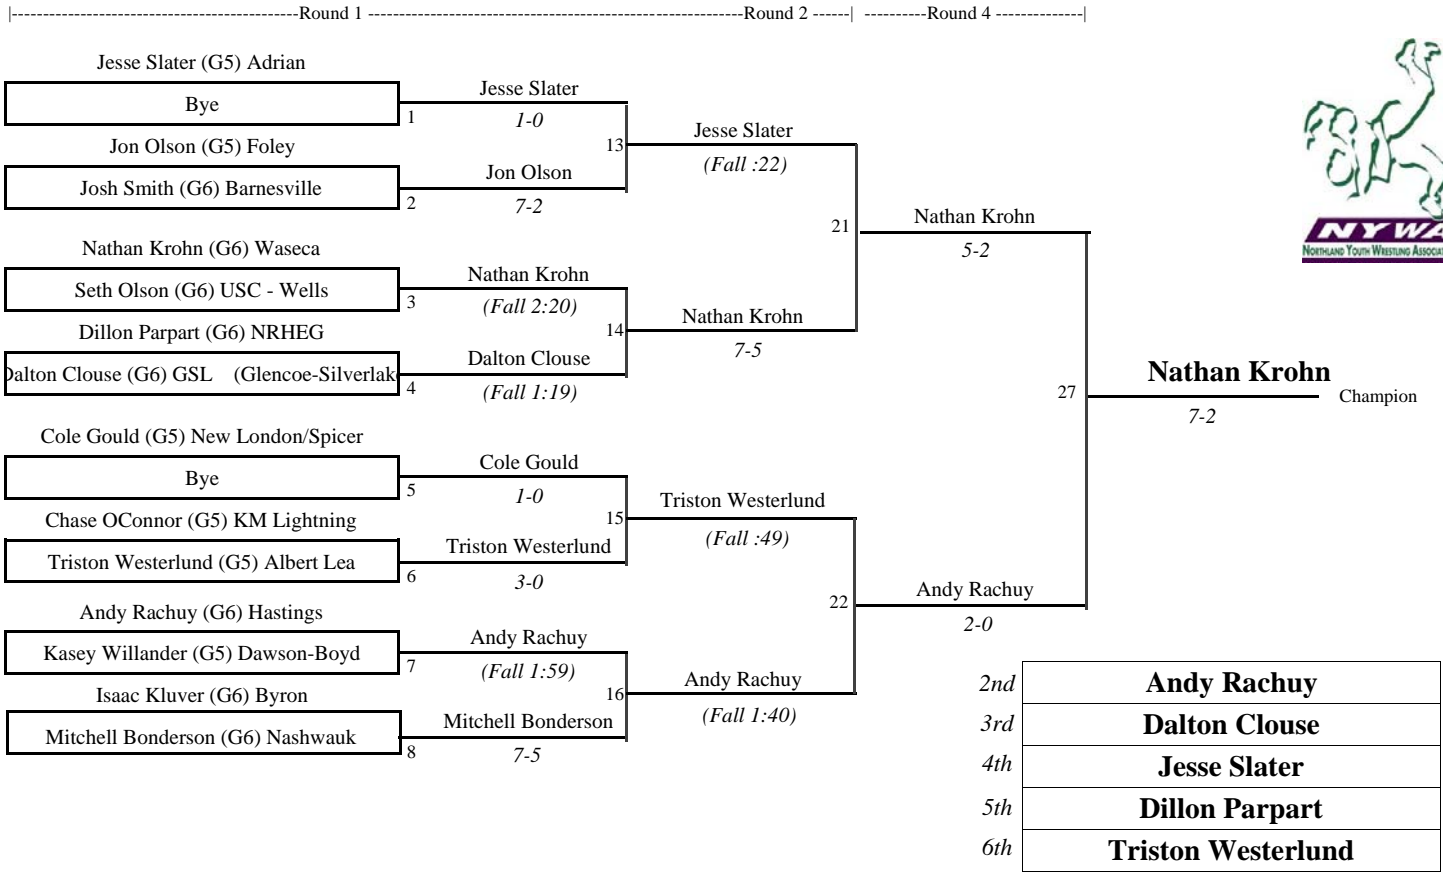 |----------------------------------------------Round 1 ------------------------------------------------------------Round 2 ------| ----------Round 4 --------------|
Jesse Slater (G5) Adrian
Bye
1
Jesse Slater
1-0
Jon Olson (G5) Foley
Josh Smith (G6) Barnesville
2
Jon Olson
7-2
13
Jesse Slater
(Fall :22)
Nathan Krohn (G6) Waseca
Seth Olson (G6) USC - Wells
3
Nathan Krohn
(Fall 2:20)
Dillon Parpart (G6) NRHEG
Dalton Clouse (G6) GSL (Glencoe-Silverlake
4
Dalton Clouse
(Fall 1:19)
14
Nathan Krohn
7-5
21
Nathan Krohn
5-2
Cole Gould (G5) New London/Spicer
Bye
5
Cole Gould
1-0
Chase OConnor (G5) KM Lightning
Triston Westerlund (G5) Albert Lea
6
Triston Westerlund
3-0
15
Triston Westerlund
(Fall :49)
Andy Rachuy (G6) Hastings
Kasey Willander (G5) Dawson-Boyd
7
Andy Rachuy
(Fall 1:59)
Isaac Kluver (G6) Byron
Mitchell Bonderson (G6) Nashwauk
8
Mitchell Bonderson
7-5
16
Andy Rachuy
(Fall 1:40)
22
Andy Rachuy
2-0
27
Nathan Krohn
Champion
7-2
NYWA
NORTHLAND YOUTH WRESTLING
2nd Andy Rachuy
3rd Dalton Clouse
4th Jesse Slater
5th Dillon Parpart
6th Triston Westerlund